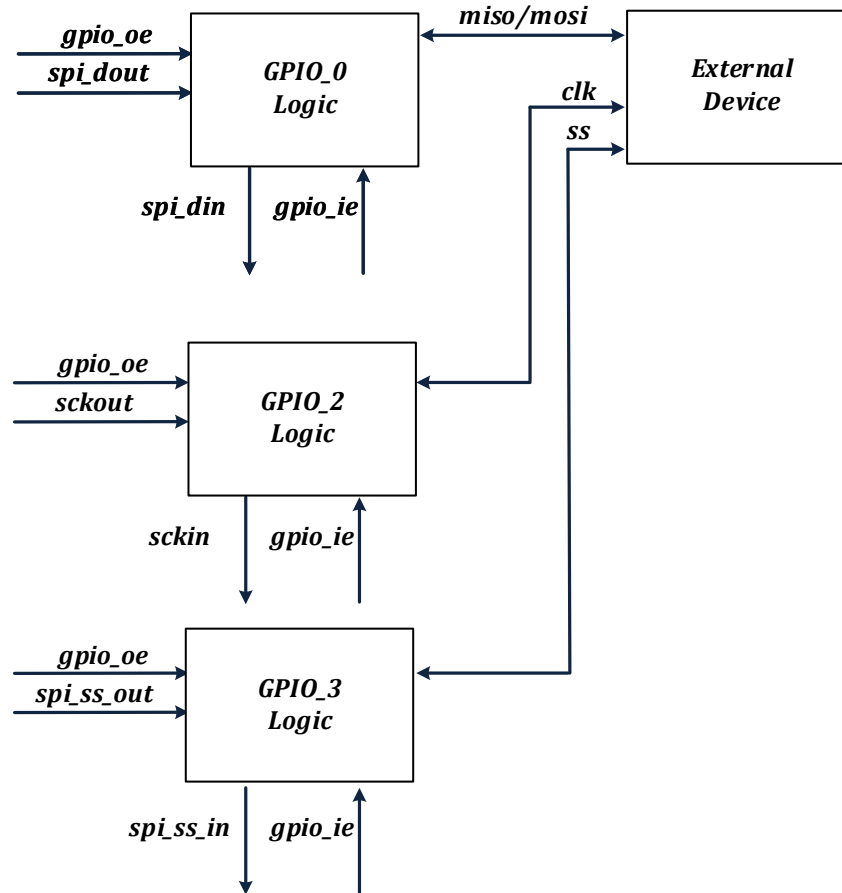 gpio_oe
spi_dout
GPIO_0
Logic
miso/mosi
External
Device
clk
ss
spi_din
gpio_ie
gpio_oe
sckout
GPIO_2
Logic
sckin
gpio_ie
gpio_oe
spi_ss_out
GPIO_3
Logic
spi_ss_in
gpio_ie